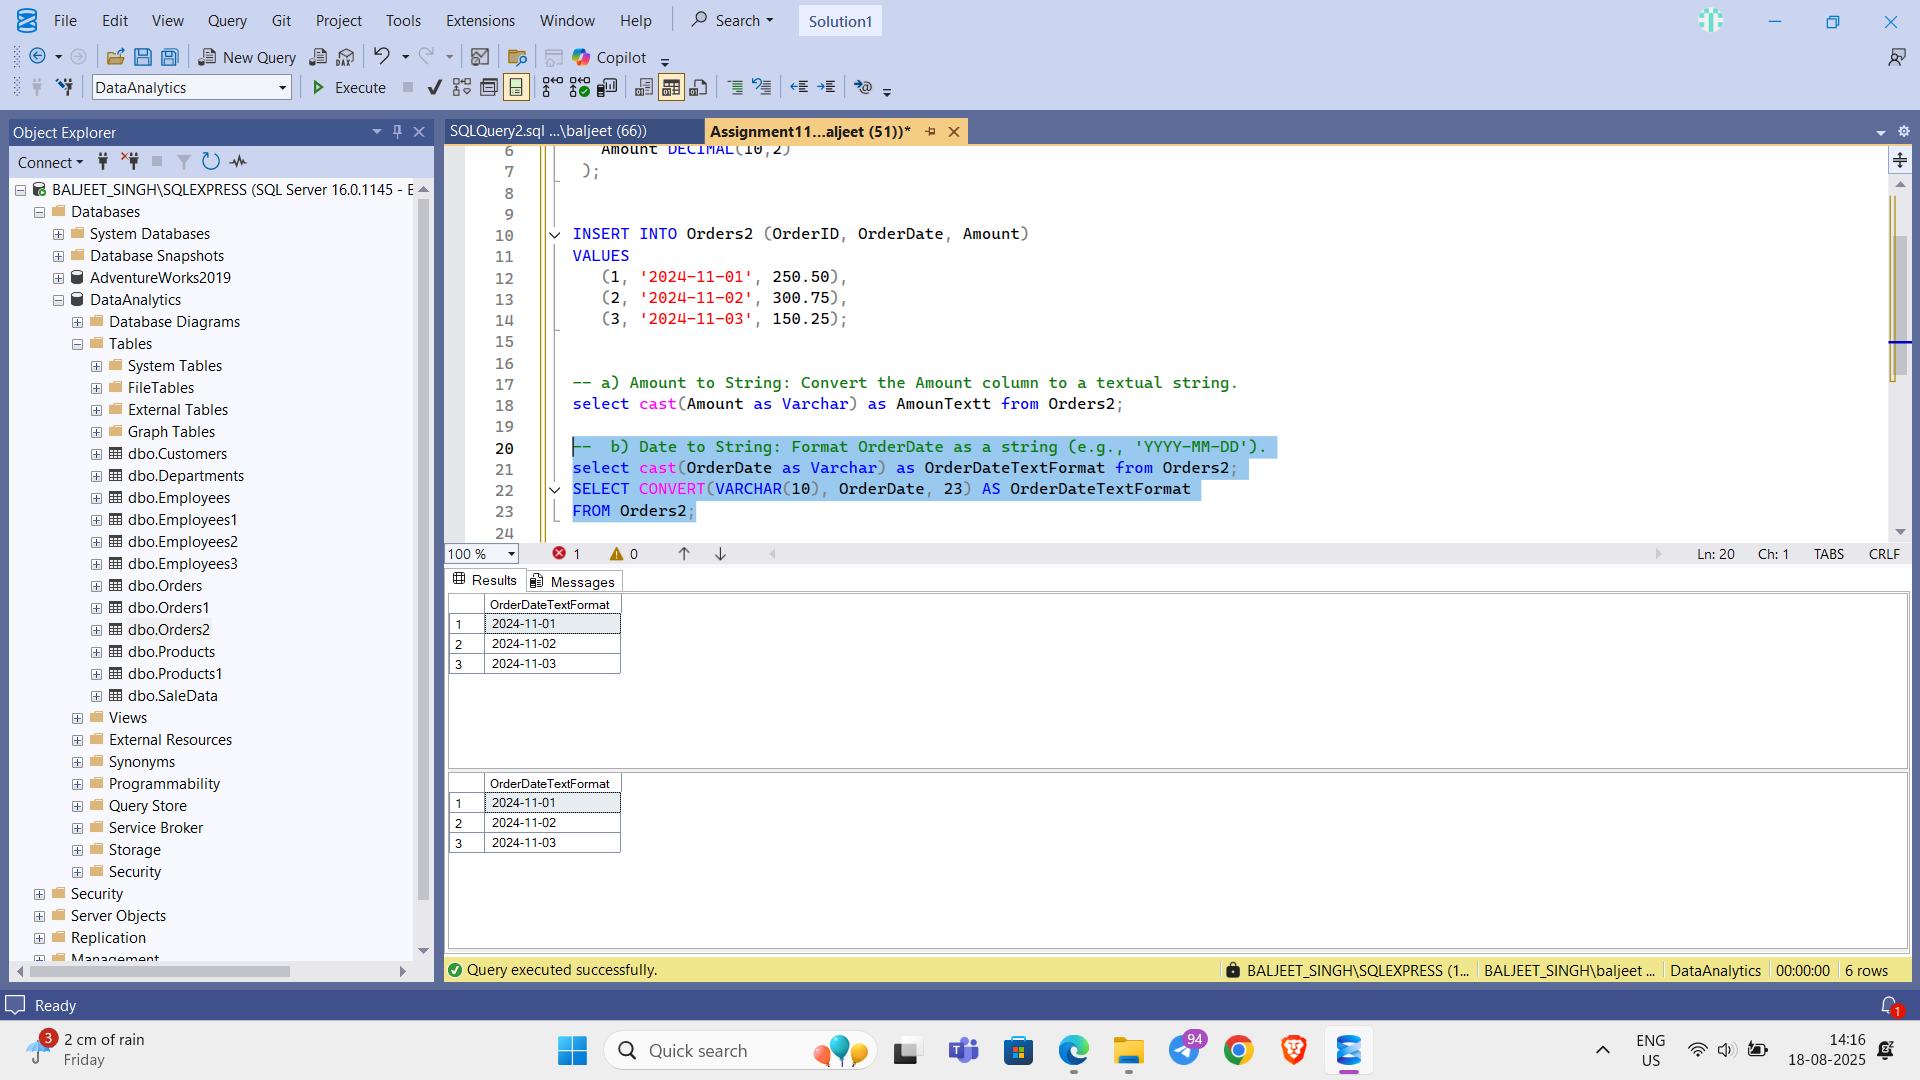 File Edit View Query Git Project Tools Extensions Window Help Search Solution1
New Query DAX Copilot
DataAnalytics Execute
Object Explorer
Connect
BALJEET_SINGH\SQLEXPRESS (SQL Server 16.0.1145 - E
Databases
System Databases
Database Snapshots
AdventureWorks2019
DataAnalytics
Database Diagrams
Tables
System Tables
FileTables
External Tables
Graph Tables
dbo.Customers
dbo.Departments
dbo.Employees
dbo.Employees1
dbo.Employees2
dbo.Employees3
dbo.Orders
dbo.Orders1
dbo.Orders2
dbo.Products
dbo.Products1
dbo.SaleData
Views
External Resources
Synonyms
Programmability
Query Store
Service Broker
Storage
Security
Security
Server Objects
Replication
Management
SQLQuery2.sql ...\baljeet (66)) Assignment11...aljeet (51))*
6 Amount DECIMAL(10,2)
7 );
8
9
10 INSERT INTO Orders2 (OrderID, OrderDate, Amount)
11 VALUES
12 (1, '2024-11-01', 250.50),
13 (2, '2024-11-02', 300.75),
14 (3, '2024-11-03', 150.25);
15
16
17 -- a) Amount to String: Convert the Amount column to a textual string.
18 select cast(Amount as Varchar) as AmounTextt from Orders2;
19
20 -- b) Date to String: Format OrderDate as a string (e.g., 'YYYY-MM-DD').
21 select cast(OrderDate as Varchar) as OrderDateTextFormat from Orders2;
22 SELECT CONVERT(VARCHAR(10), OrderDate, 23) AS OrderDateTextFormat
23 FROM Orders2;
24
100 % 1 0 Ln: 20 Ch: 1 TABS CRLF
Results Messages
OrderDateTextFormat
1 2024-11-01
2 2024-11-02
3 2024-11-03
OrderDateTextFormat
1 2024-11-01
2 2024-11-02
3 2024-11-03
Query executed successfully. BALJEET_SINGH\SQLEXPRESS (1... BALJEET_SINGH\baljeet ... DataAnalytics 00:00:00 6 rows
Ready 1
3 2 cm of rain
Friday
Quick search
94
ENG
US
14:16
18-08-2025